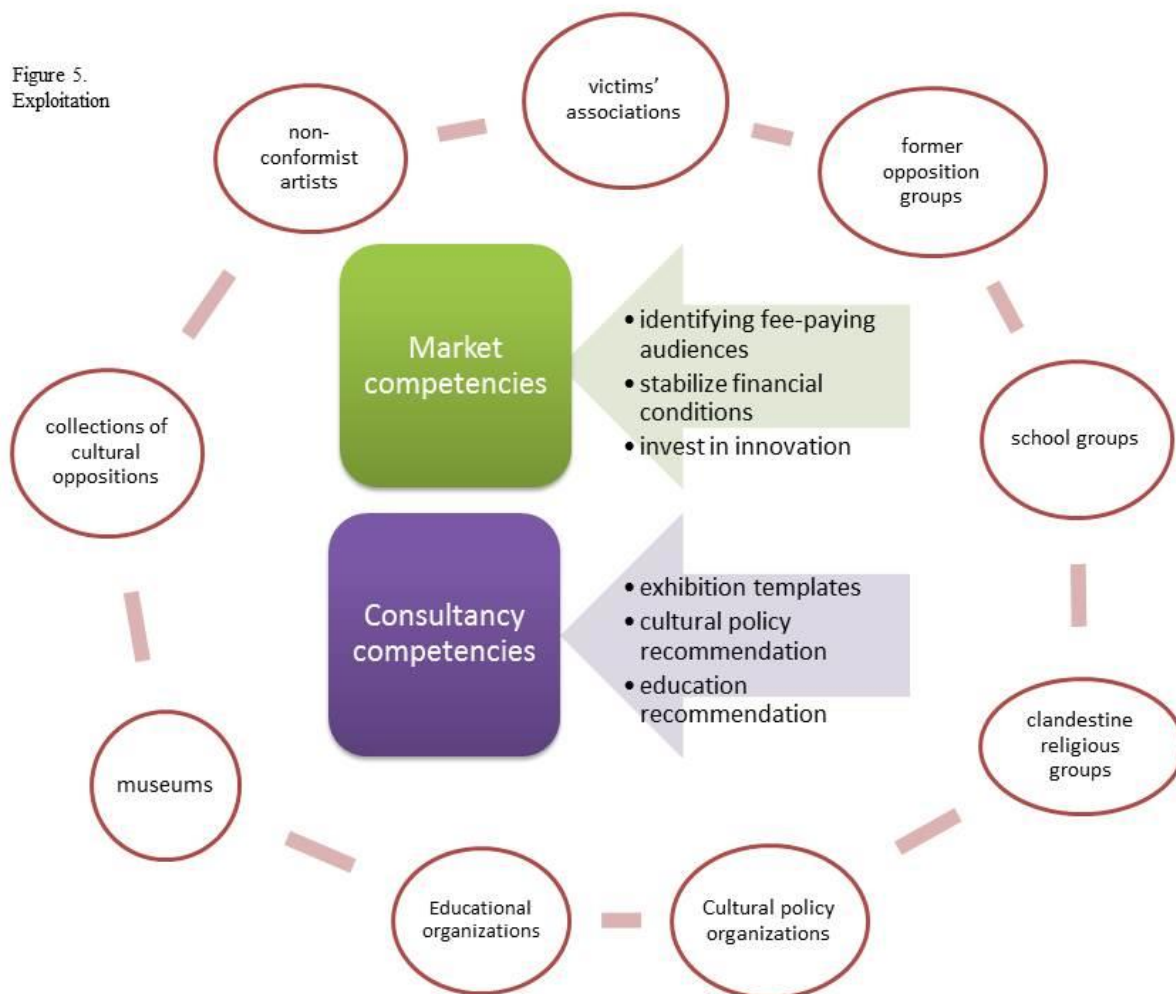 Figure 5.
Exploitation
victims’
associations
non-
conformist
artists
former
opposition
groups
Market
competencies
• identifying fee-paying
audiences
• stabilize financial
conditions
• invest in innovation
collections of
cultural
oppositions
school groups
Consultancy
competencies
• exhibition templates
• cultural policy
recommendation
• education
recommendation
clandestine
religious
groups
museums
Educational
organizations
Cultural policy
organizations